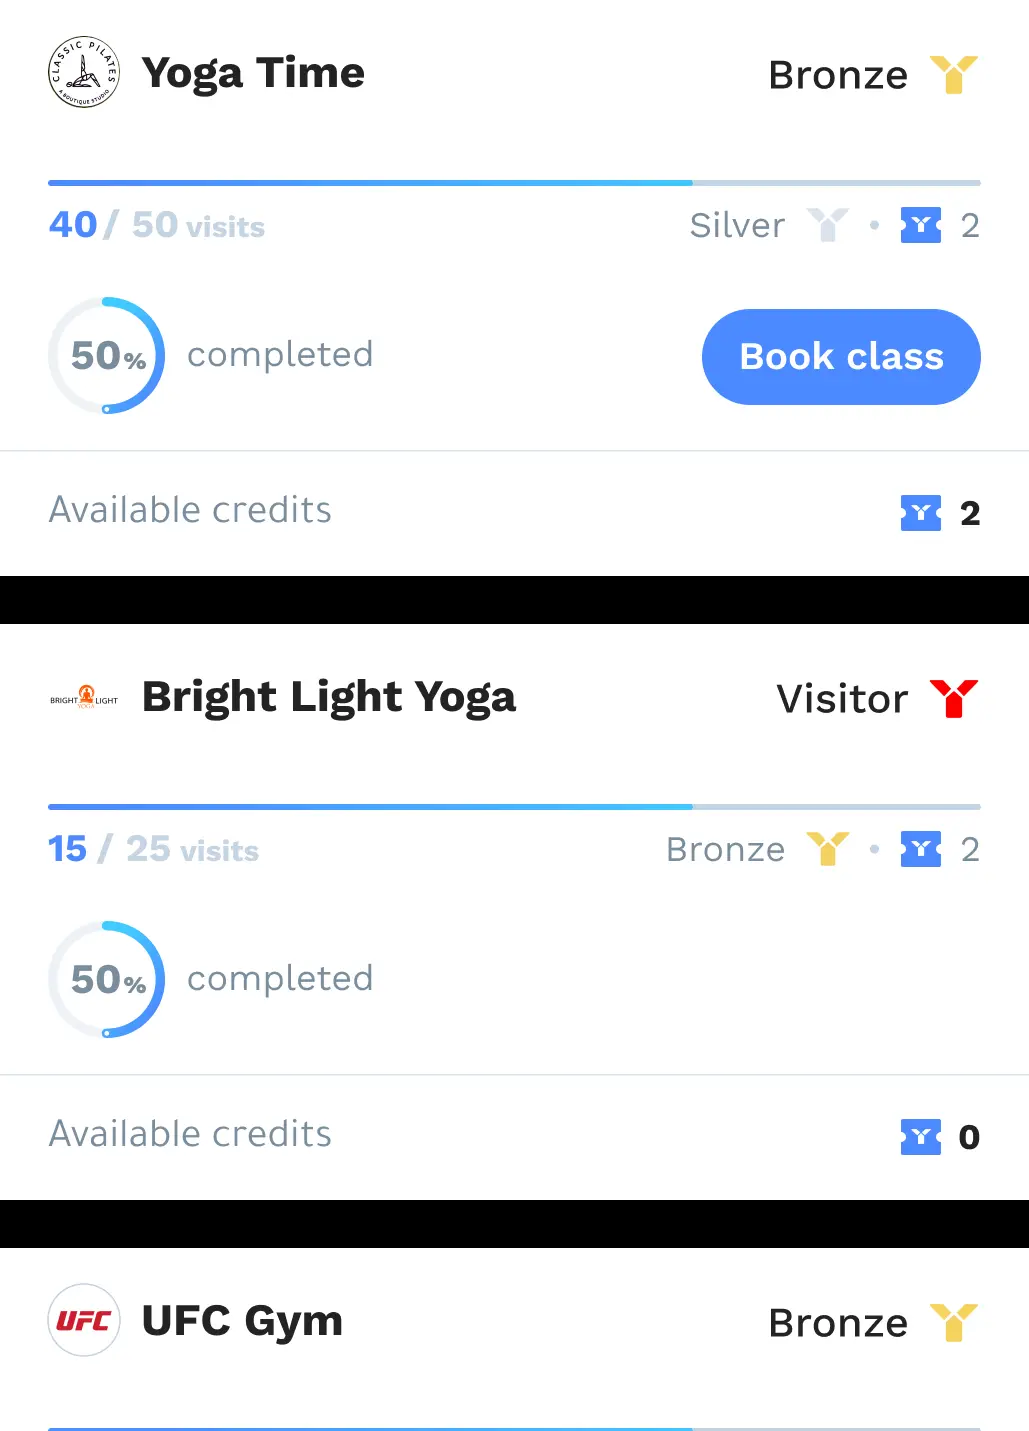 CLASSIC PILATES
A BOUTIQUE STUDIO
Yoga Time
Bronze
40 / 50 visits
Silver • 2
50%
completed
Book class
Available credits
2
BRIGHT LIGHT
YOGA
Bright Light Yoga
Visitor
15 / 25 visits
Bronze • 2
50%
completed
Available credits
0
UFC
UFC Gym
Bronze